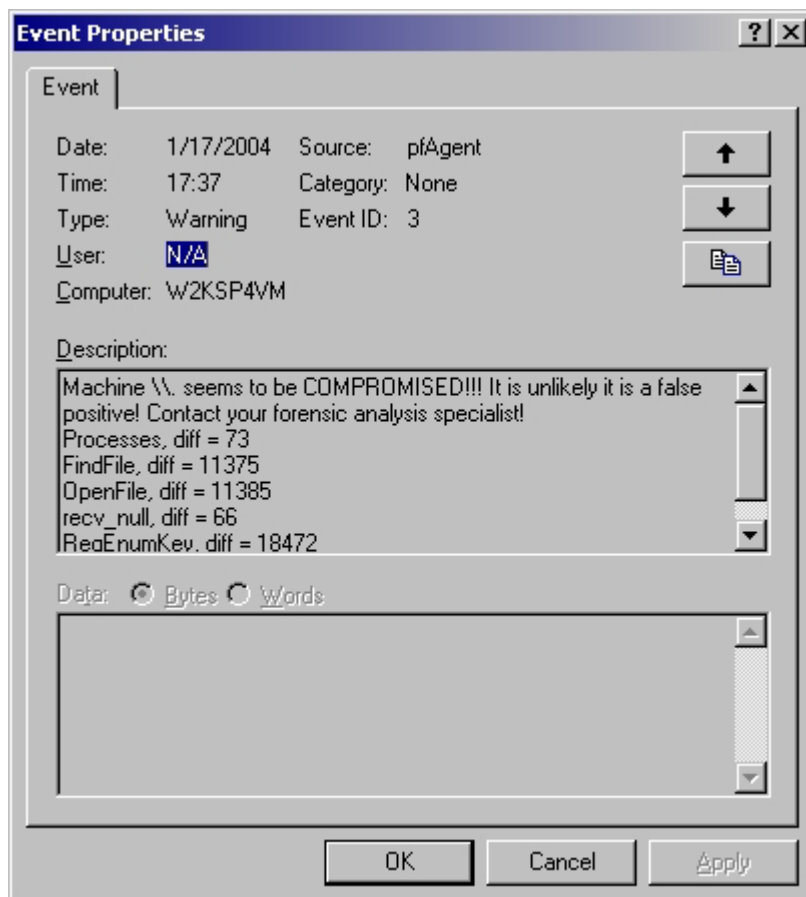 Event Properties
Event
Date: 1/17/2004 Source: pfAgent
Time: 17:37 Category: None
Type: Warning Event ID: 3
User: N/A
Computer: W2KSP4VM
Description:
Machine \\. seems to be COMPROMISED!!! It is unlikely it is a false
positive! Contact your forensic analysis specialist!
Processes, diff = 73
FindFile, diff = 11375
OpenFile, diff = 11385
recv_null, diff = 66
RegEnumKey, diff = 18472
Data: Bytes Words
OK Cancel Apply